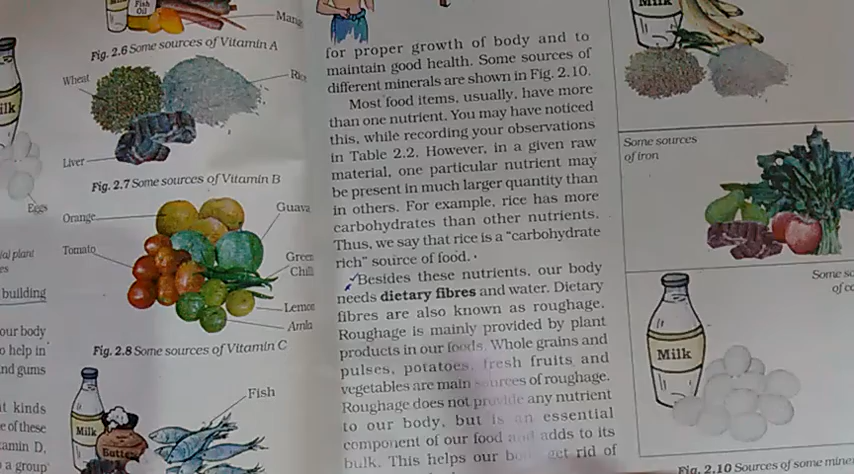 Fish
Oil
Milk
Fig. 2.6 Some sources of Vitamin A
Wheat
Liver
Fig. 2.7 Some sources of Vitamin B
Eggs
Orange
Guava
Tomato
Green
Chilli
Lemon
Amla
Fig. 2.8 Some sources of Vitamin C
plant
building
our body
o help in
nd gums
kinds
e of these
tamin D,
a group
Milk
Butter
Fish
for proper growth of body and to
maintain good health. Some sources of
different minerals are shown in Fig. 2.10.
Most food items, usually, have more
than one nutrient. You may have noticed
this, while recording your observations
in Table 2.2. However, in a given raw
material, one particular nutrient may
be present in much larger quantity than
in others. For example, rice has more
carbohydrates than other nutrients.
Thus, we say that rice is a “carbohydrate
rich” source of food.
Besides these nutrients, our body
needs dietary fibres and water. Dietary
fibres are also known as roughage.
Roughage is mainly provided by plant
products in our foods. Whole grains and
pulses, potatoes, fresh fruits and
vegetables are main sources of roughage.
Roughage does not provide any nutrient
to our body, but is an essential
component of our food and adds to its
bulk. This helps our get rid of
Milk
Some sources
of iron
Some
of
Milk
Fig. 2.10 Sources of some